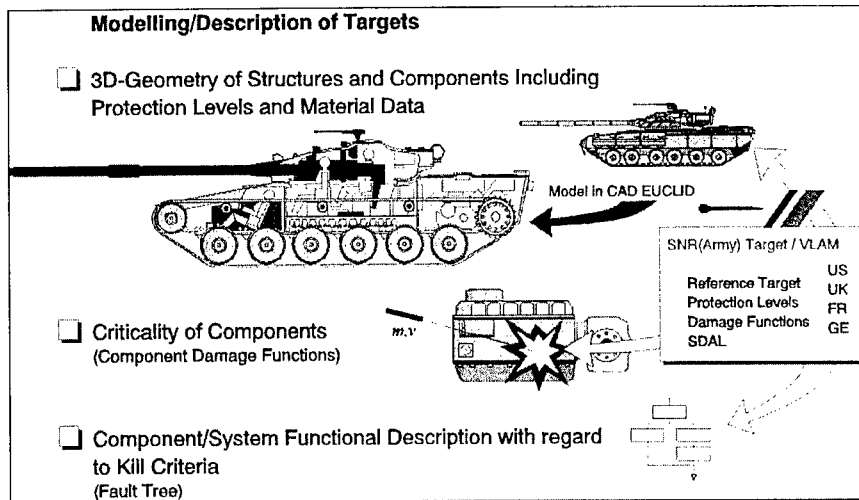 Modelling/Description of Targets
3D-Geometry of Structures and Components Including
Protection Levels and Material Data
Model in CAD EUCLID
SNR(Army) Target / VLAM
Reference Target
Protection Levels
Damage Functions
SDAL
US
UK
FR
GE
Criticality of Components
(Component Damage Functions)
m,v
Component/System Functional Description with regard
to Kill Criteria
(Fault Tree)